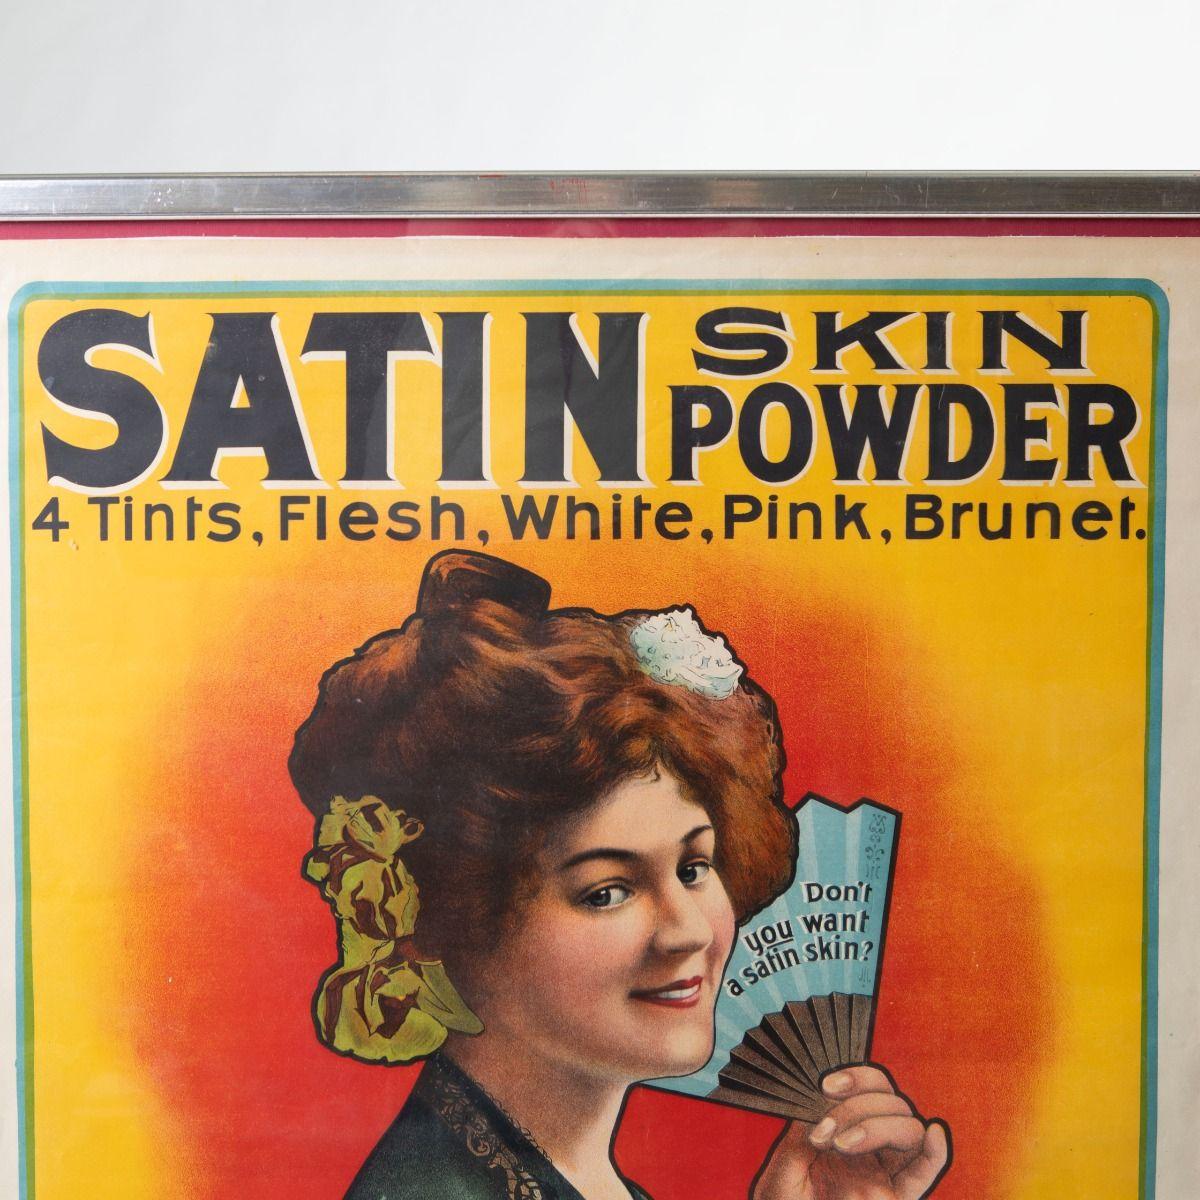 SATIN SKIN POWDER
4 Tints, Flesh, White, Pink, Brunet.
Don't
you want
a satin skin?